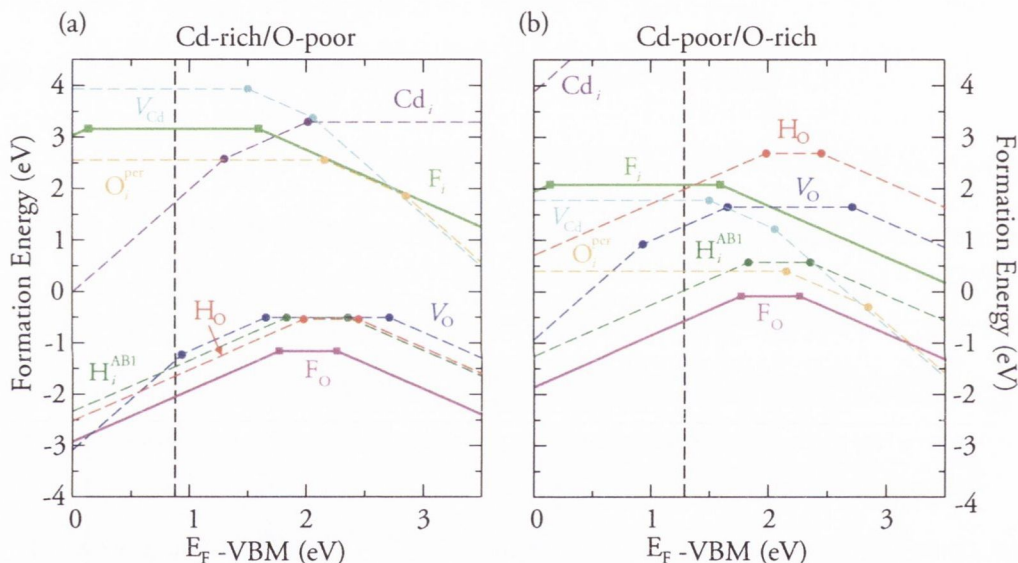 (a)
Cd-rich/O-poor
4
3
2
1
0
-1
-2
-3
-4
Formation Energy (eV)
V_Cd
Cd_i
O_i^per
F_i
H_O
V_O
H_i^AB1
F_O
0 1 2 3
E_F -VBM (eV)
(b)
Cd-poor/O-rich
Cd_i
H_O
F_i
V_O
V_Cd
H_i^AB1
O_i^per
F_O
4
3
2
1
0
-1
-2
-3
-4
Formation Energy (eV)
0 1 2 3
E_F -VBM (eV)